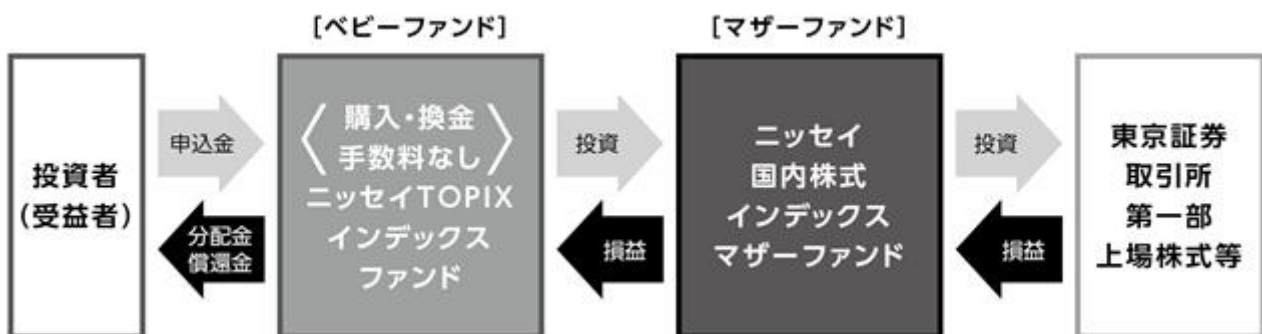 [ベビーファンド]
[マザーファンド]
投資者
(受益者)
申込金
分配金
償還金
〈購入・換金
手数料なし〉
ニッセイTOPIX
インデックス
ファンド
投資
損益
ニッセイ
国内株式
インデックス
マザーファンド
投資
損益
東京証券
取引所
第一部
上場株式等